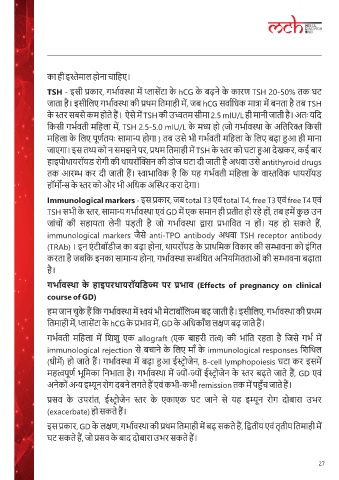 mch
का ही इस्तेमाल होना चाहिए।
TSH - इसी प्रकार, गर्भावस्था में प्लासेंटा के hCG के बढ़ने के कारण TSH 20-50% तक घट
जाता है। इसीलिए गर्भावस्था की प्रथम तिमाही में, जब hCG सर्वाधिक मात्रा में बनता है तब TSH
के स्तर सबसे कम होते हैं। ऐसे में TSH की उच्चतम सीमा 2.5 mIU/L ही मानी जाती है। अतः यदि
किसी गर्भवती महिला में, TSH 2.5-5.0 mIU/L के मध्य हो (जो गर्भावस्था के अतिरिक्त किसी
महिला के लिए पूर्णतयः सामान्य होगा) तब उसे भी गर्भवती महिला के लिए बढ़ा हुआ ही माना
जाएगा। इस तथ्य को न समझने पर, प्रथम तिमाही में TSH के स्तर को घटा हुआ देखकर, कई बार
हाइपोथायरॉयड रोगी की थायरॉक्सिन की डोज घटा दी जाती है अथवा उसे antithyroid drugs
तक आरम्भ कर दी जाती हैं। स्वाभाविक है कि यह गर्भवती महिला के वास्तविक थायरॉयड
हॉर्मोन्स के स्तर को और भी अधिक अस्थिर करा देगा।
Immunological markers - इस प्रकार, जब total T3 एवं total T4, free T3 एवं free T4 एवं
TSH सभी के स्तर, सामान्य गर्भावस्था एवं GD में एक समान ही प्रतीत हो रहे हों, तब हमें कुछ उन
जांचों की सहायता लेनी पड़ती है जो गर्भावस्था द्वारा प्रभावित न हों। यह हो सकते हैं,
immunological markers जैसे anti-TPO antibody अथवा TSH receptor antibody
(TRAb) । इन एंटीबॉडीज का बढ़ा होना, थायरॉयड के प्राथमिक विकार की सम्भावना को इंगित
करता है जबकि इनका सामान्य होना, गर्भावस्था सम्बंधित अनियमितताओं की सम्भावना बढ़ाता
है।
गर्भावस्था के हाइपरथायरॉयडिज्म पर प्रभाव (Effects of pregnancy on clinical
course of GD)
हम जान चुके हैं कि गर्भावस्था में स्वयं भी मेटाबॉलिज्म बढ़ जाती है। इसीलिए, गर्भावस्था की प्रथम
तिमाही में, प्लासेंटा के hCG के प्रभाव में, GD के अधिकाँश लक्षण बढ़ जाते हैं।
गर्भवती महिला में शिशु एक allograft (एक बाहरी तत्व) की भांति रहता है जिसे गर्भ में
immunological rejection से बचाने के लिए माँ के immunological responses शिथिल
(धीमें) हो जाते हैं। गर्भावस्था में बढ़ा हुआ ईस्ट्रोजेन, B-cell lymphopoiesis घटा कर इसमें
महत्वपूर्ण भूमिका निभाता है। गर्भावस्था में ज्यों-ज्यों ईस्ट्रोजेन के स्तर बढ़ते जाते हैं, GD एवं
अनेकों अन्य इम्यून रोग दबने लगते हैं एवं कभी-कभी remission तक में पहुँच जाते हैं।
प्रसव के उपरांत, ईस्ट्रोजेन स्तर के एकाएक घट जाने से यह इम्यून रोग दोबारा उभर
(exacerbate) हो सकते हैं।
इस प्रकार, GD के लक्षण, गर्भावस्था की प्रथम तिमाही में बढ़ सकते हैं, द्वितीय एवं तृतीय तिमाही में
घट सकते हैं, जो प्रसव के बाद दोबारा उभर सकते हैं।
27